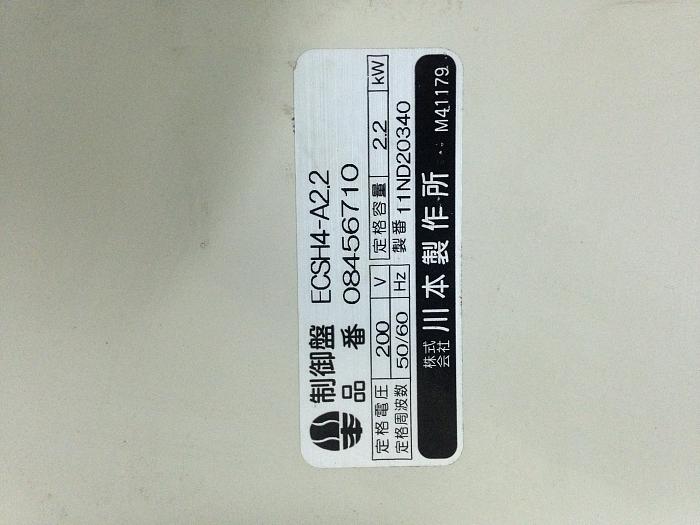 制御盤 ECSH4-A2.2
品番 08456710
定格電圧 200 V 定格容量 2.2 kW
定格周波数 50/60 Hz 製番 11ND20340
株式会社 川本製作所 M41179